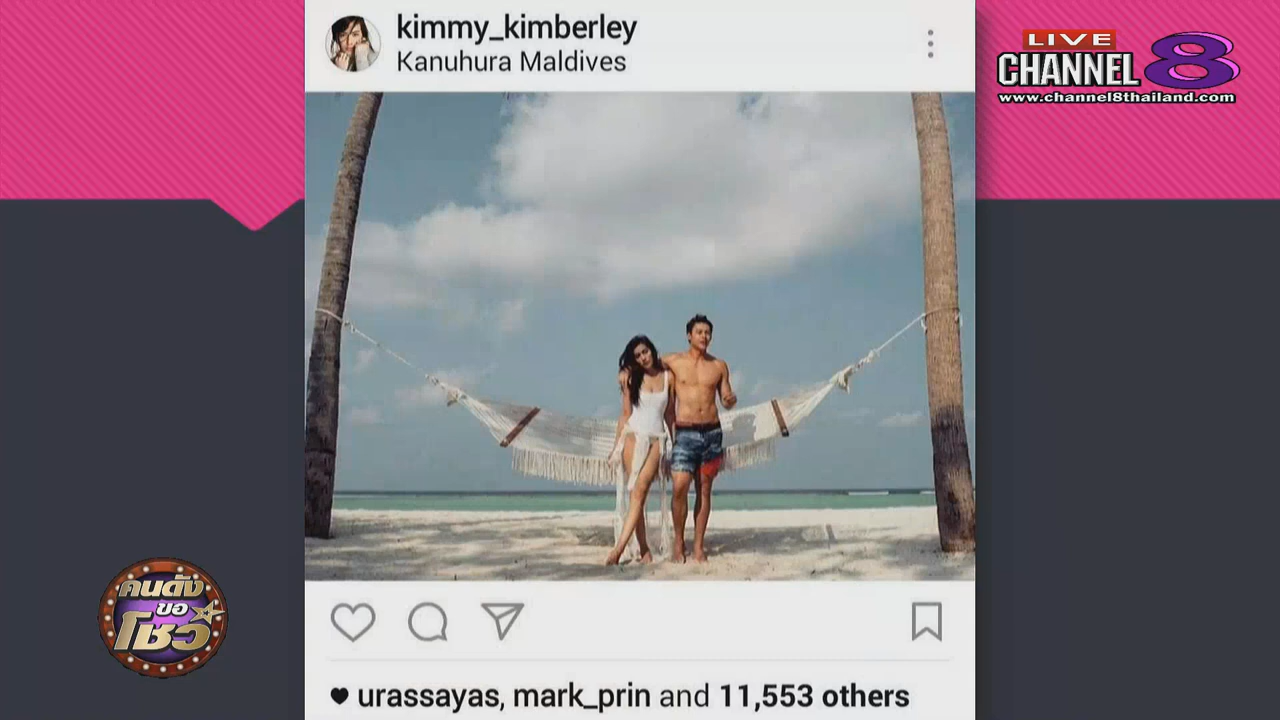 kimmy_kimberley
Kanuhura Maldives
LIVE
CHANNEL 8
www.channel8thailand.com
คนดัง
ขอ
โชว์
urassayas, mark_prin and 11,553 others